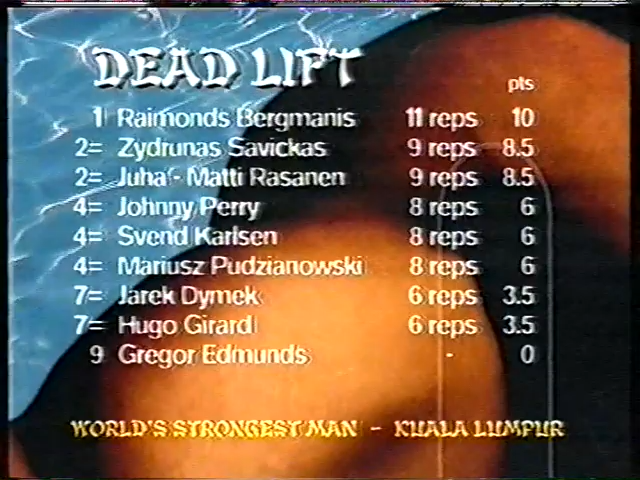 DEAD LIFT
pts
1 Raimonds Bergmanis 11 reps 10
2= Zydrunas Savickas 9 reps 8.5
2= Juha - Matti Rasanen 9 reps 8.5
4= Johnny Perry 8 reps 6
4= Svend Karlsen 8 reps 6
4= Mariusz Pudzianowski 8 reps 6
7= Jarek Dymek 6 reps 3.5
7= Hugo Girard 6 reps 3.5
9 Gregor Edmunds - 0
WORLD'S STRONGEST MAN - KUALA LUMPUR